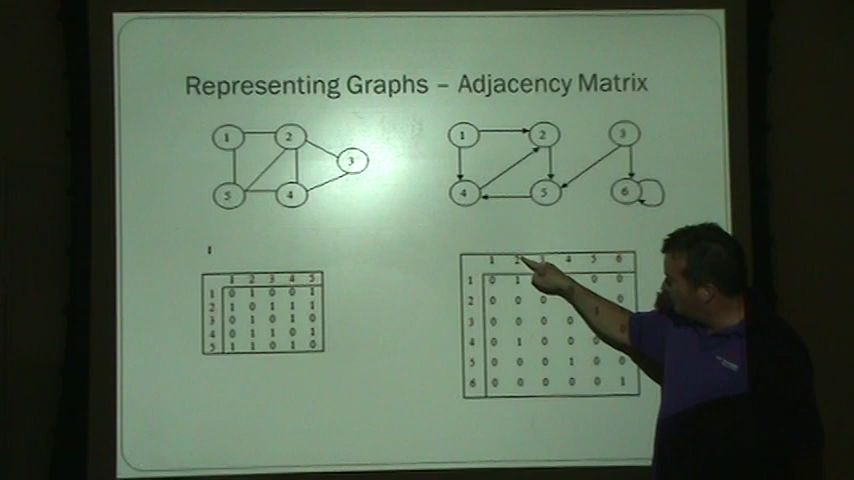 Representing Graphs – Adjacency Matrix
1 2 3 5 4
1 2 3 4 5 6
1
1 2 3 4 5
1 0 1 0 0 1
2 1 0 1 1 1
3 0 1 0 1 0
4 0 1 1 0 1
5 1 1 0 1 0
1 2 4 5 6
1 0 1 0 0
2 0 0 0 1 0
3 0 0 0 0 0
4 0 1 0 0 0
5 0 0 0 1 0 0
6 0 0 0 0 0 1